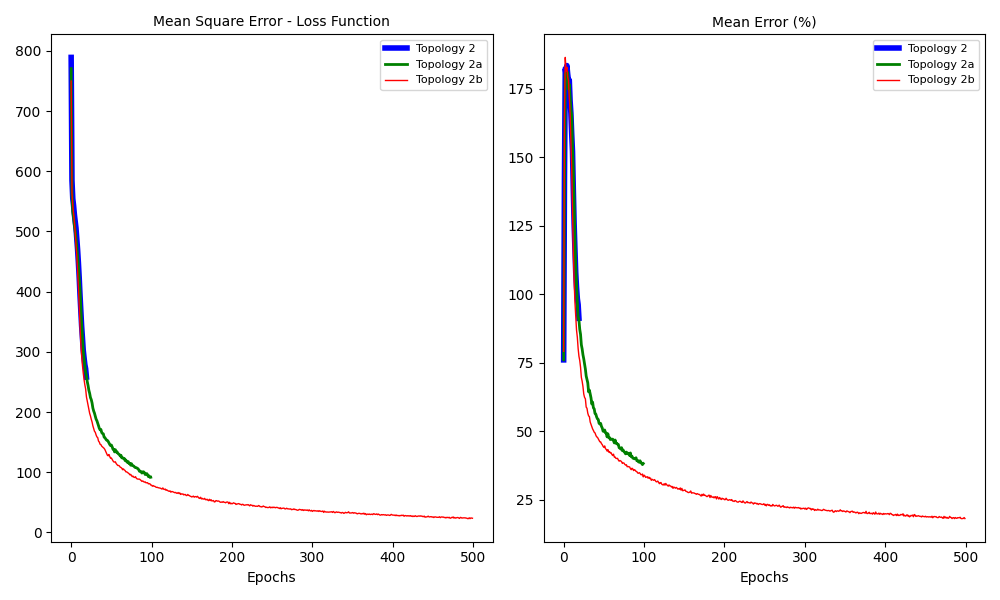 Mean Square Error - Loss Function
800
700
600
500
400
300
200
100
0
0 100 200 300 400 500
Epochs
Topology 2
Topology 2a
Topology 2b
Mean Error (%)
175
150
125
100
75
50
25
0 100 200 300 400 500
Epochs
Topology 2
Topology 2a
Topology 2b